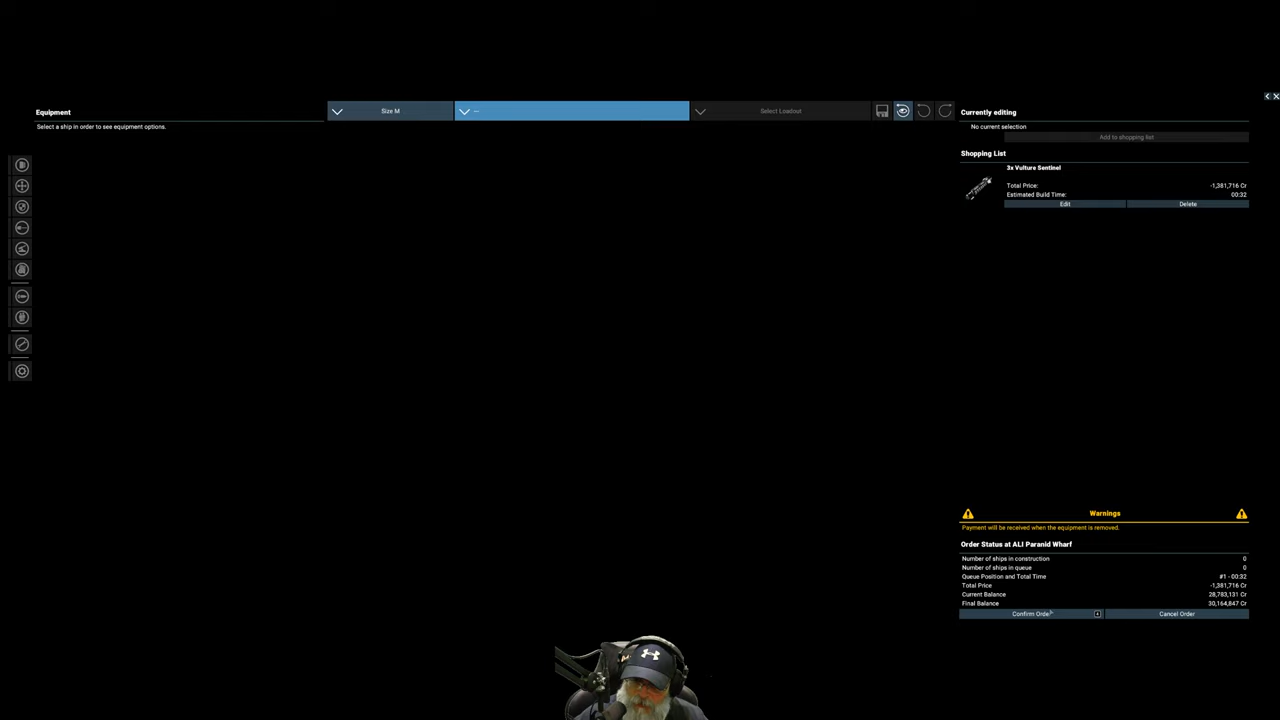 Equipment
Select a ship in order to see equipment options.
Size M
—
Select Loadout
Currently editing
No current selection
Add to shopping list
Shopping List
3x Vulture Sentinel
Total Price: -1,381,716 Cr
Estimated Build Time: 00:32
Edit Delete
Warnings
Payment will be received when the equipment is removed.
Order Status at ALI Paranid Wharf
Number of ships in construction 0
Number of ships in queue 0
Queue Position and Total Time #1 - 00:32
Total Price -1,381,716 Cr
Current Balance 28,783,131 Cr
Final Balance 30,164,847 Cr
Confirm Order Cancel Order